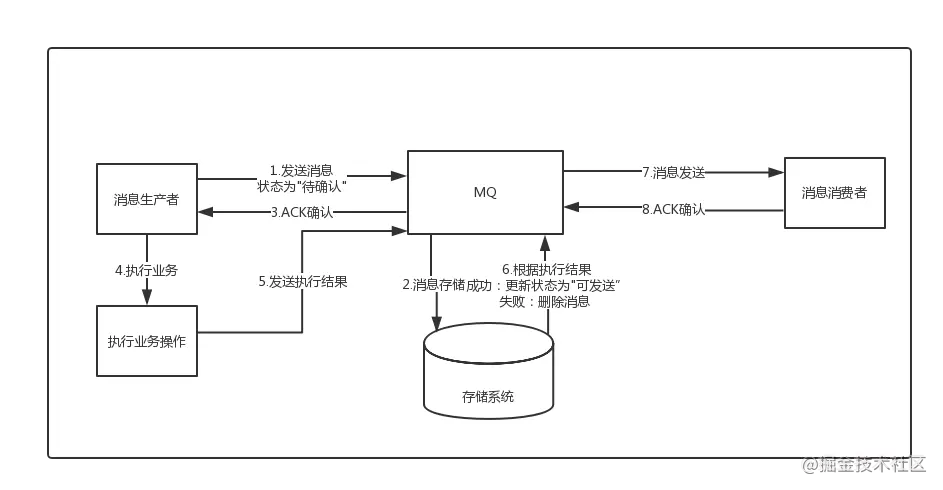 1.发送消息
状态为"待确认"
消息生产者
3.ACK确认
MQ
7.消息发送
8.ACK确认
消息消费者
4.执行业务
5.发送执行结果
2.消息存储
6.根据执行结果
成功：更新状态为"可发送"
失败：删除消息
执行业务操作
存储系统
@掘金技术社区